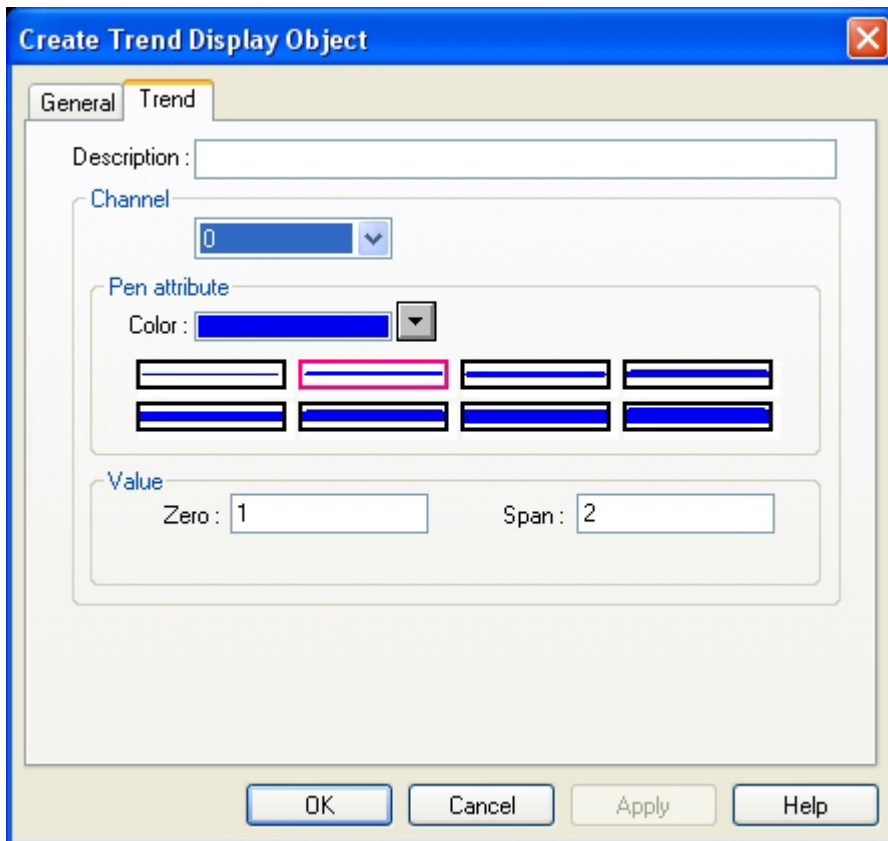 Create Trend Display Object
General Trend
Description :
Channel
0
Pen attribute
Color :
Value
Zero : 1 Span : 2
OK Cancel Apply Help